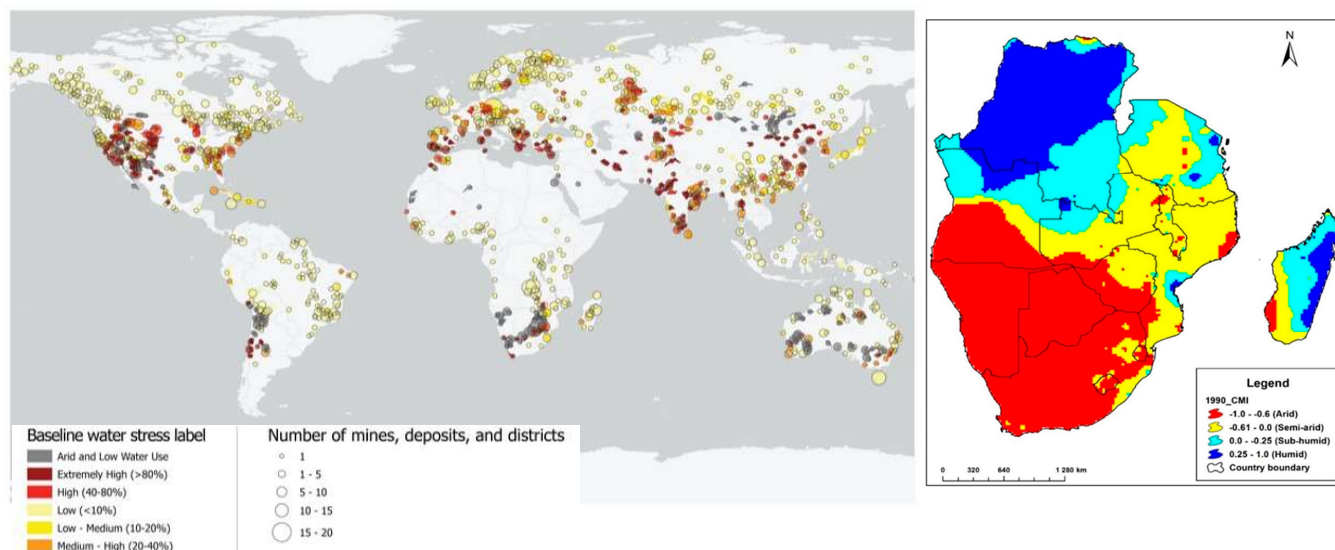 Baseline water stress label
Arid and Low Water Use
Extremely High (>80%)
High (40-80%)
Low (<10%)
Low - Medium (10-20%)
Medium - High (20-40%)
Number of mines, deposits, and districts
1
1 - 5
5 - 10
10 - 15
15 - 20
N
Legend
1990_CMI
-1.0 - -0.6 (Arid)
-0.61 - 0.0 (Semi-arid)
0.0 - -0.25 (Sub-humid)
0.25 - 1.0 (Humid)
Country boundary
0 320 640 1 280 km